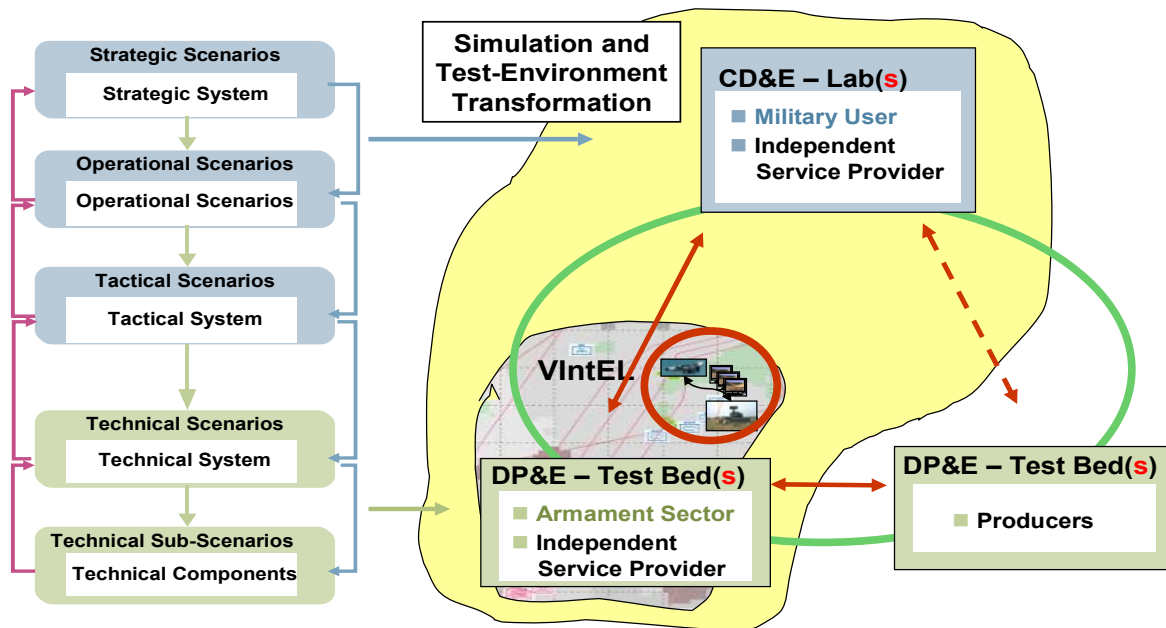 Strategic Scenarios
Strategic System
Operational Scenarios
Operational Scenarios
Tactical Scenarios
Tactical System
Technical Scenarios
Technical System
Technical Sub-Scenarios
Technical Components
Simulation and
Test-Environment
Transformation
CD&E – Lab(s)
Military User
Independent
Service Provider
VIntEL
DP&E – Test Bed(s)
Armament Sector
Independent
Service Provider
DP&E – Test Bed(s)
Producers